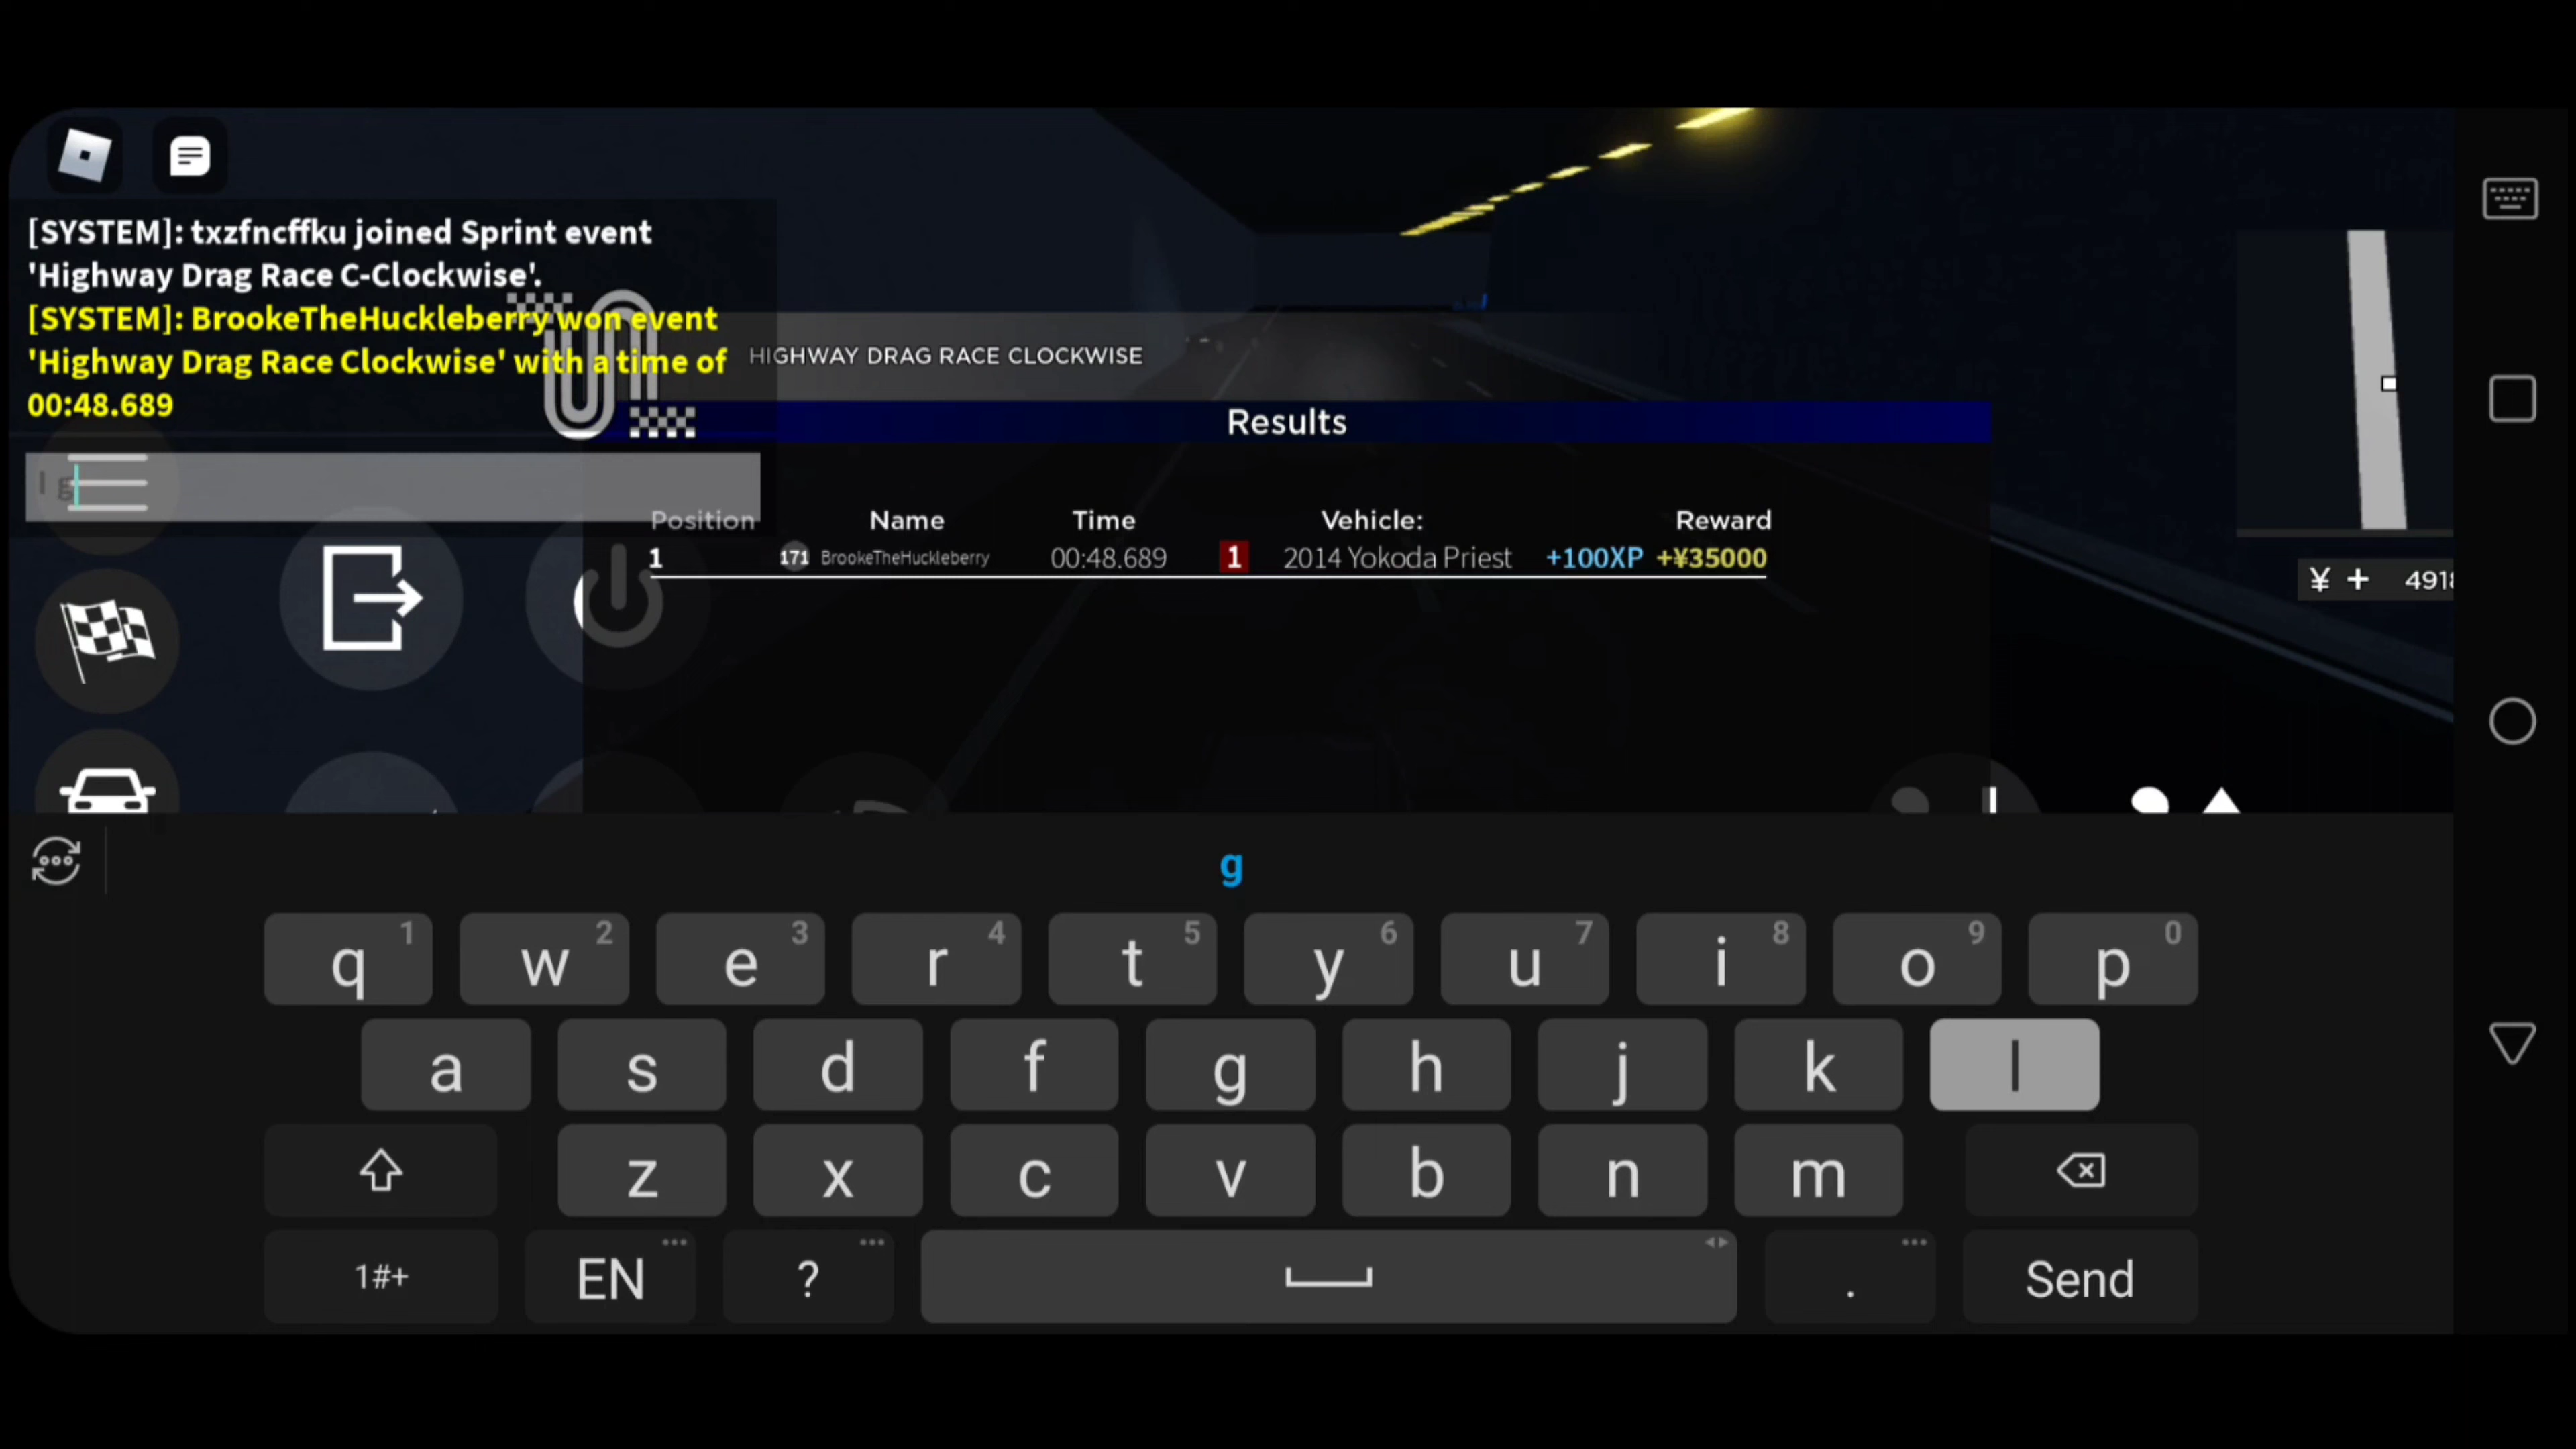 [SYSTEM]: txzfncffku joined Sprint event
'Highway Drag Race C-Clockwise'.
[SYSTEM]: BrookeTheHuckleberry won event
'Highway Drag Race Clockwise' with a time of
00:48.689
HIGHWAY DRAG RACE CLOCKWISE
Results
Position Name Time Vehicle: Reward
1 171 BrookeTheHuckleberry 00:48.689 1 2014 Yokoda Priest +100XP +¥35000
¥ +
g
q 1 w 2 e 3 r 4 t 5 y 6 u 7 i 8 o 9 p 0
a s d f g h j k l
z x c v b n m
1#+ EN ? . Send